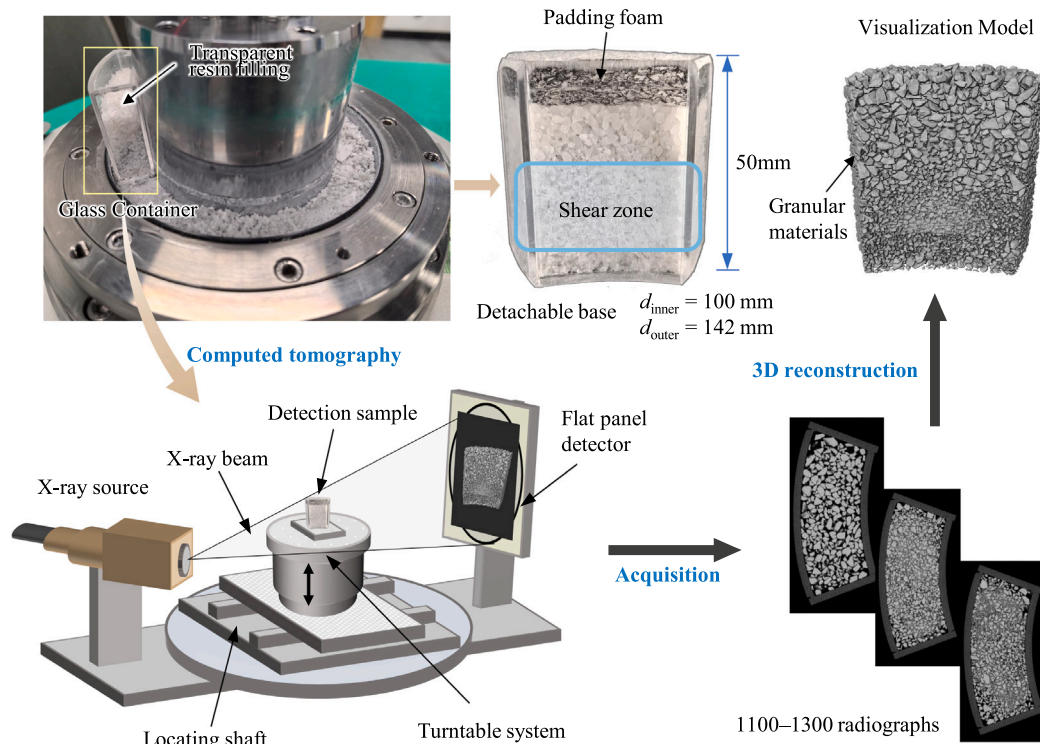 Padding foam
Visualization Model
Transparent
resin filling
50mm
Glass Container
Shear zone
Granular
materials
Detachable base
d_inner = 100 mm
d_outer = 142 mm
Computed tomography
3D reconstruction
Detection sample
Flat panel
detector
X-ray beam
X-ray source
Acquisition
Locating shaft
Turntable system
1100–1300 radiographs